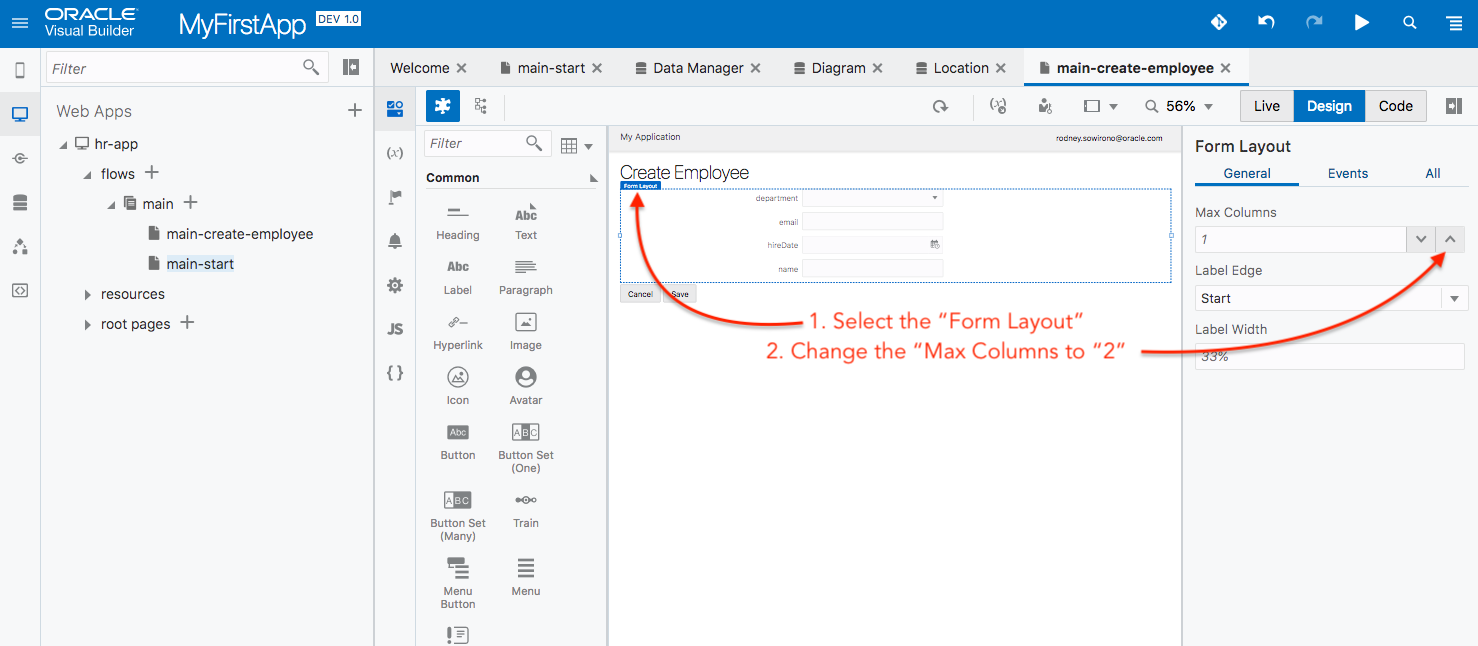 ORACLE
Visual Builder
MyFirstApp DEV 1.0
Filter
Welcome
main-start
Data Manager
Diagram
Location
main-create-employee
Web Apps
hr-app
flows
main
main-create-employee
main-start
resources
root pages
(x)
JS
{ }
56%
Live
Design
Code
Filter
Common
Heading
Abc
Text
Abc
Label
Paragraph
Hyperlink
Image
Icon
Avatar
Abc
Button
ABC
Button Set
(One)
ABC
Button Set
(Many)
Train
Menu
Button
Menu
My Application
rodney.sowirono@oracle.com
Create Employee
Form Layout
department
email
hireDate
name
Cancel
Save
1. Select the “Form Layout”
2. Change the “Max Columns to “2”
Form Layout
General
Events
All
Max Columns
1
Label Edge
Start
Label Width
33%